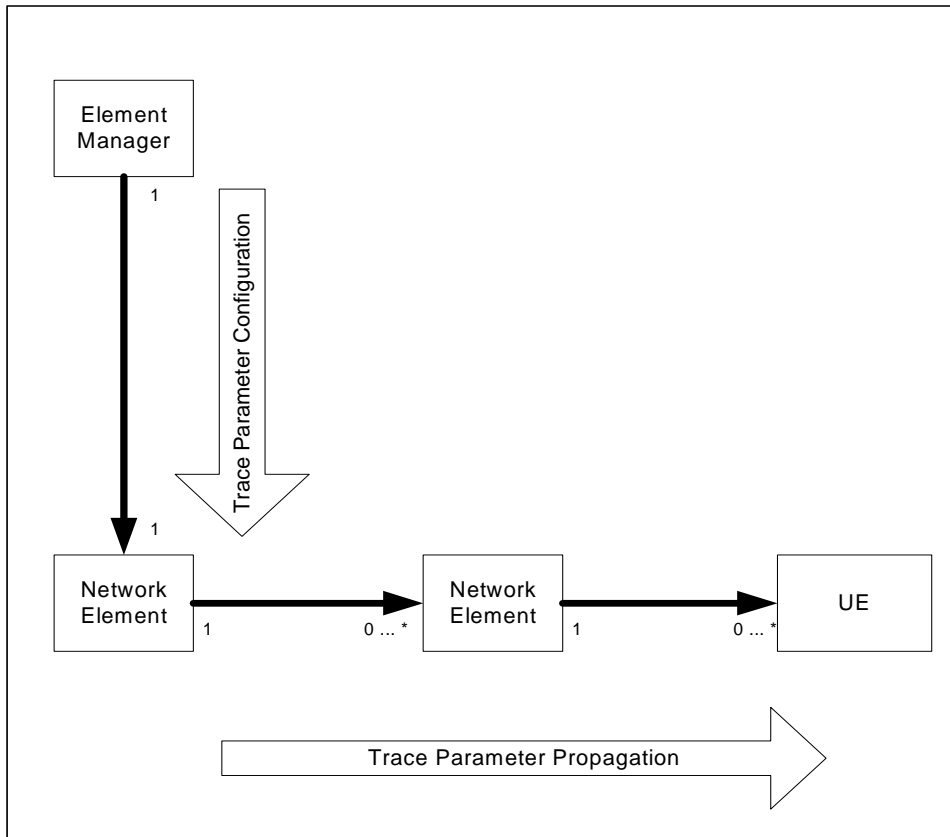 Element
Manager
1
Trace Parameter Configuration
1
Network
Element
Network
Element
UE
1
0 ... *
1
0 ... *
Trace Parameter Propagation